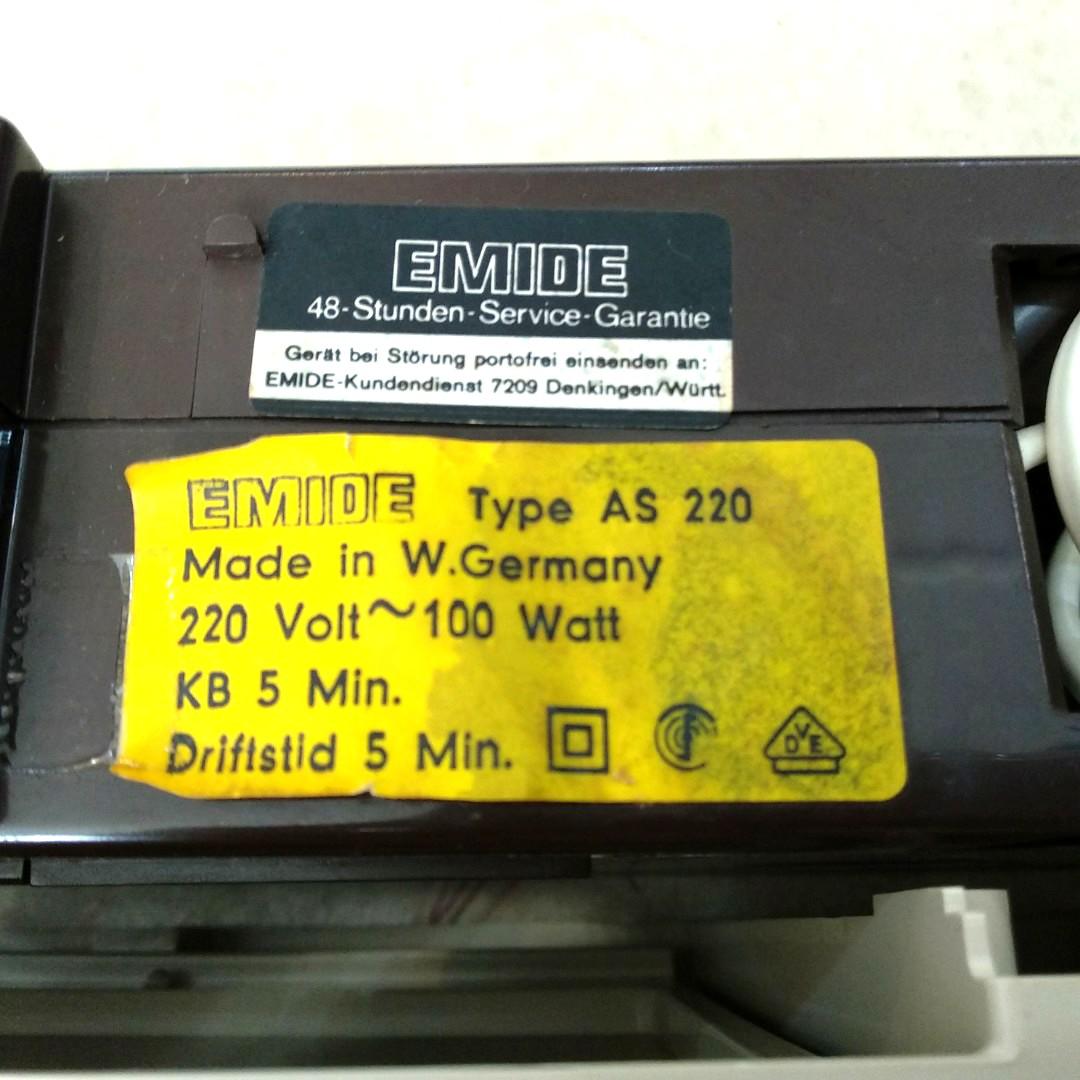 EMIDE
48-Stunden-Service-Garantie
Gerät bei Störung portofrei einsenden an:
EMIDE-Kundendienst 7209 Denkingen/Württ.
EMIDE Type AS 220
Made in W.Germany
220 Volt~100 Watt
KB 5 Min.
Driftstid 5 Min.
DVE